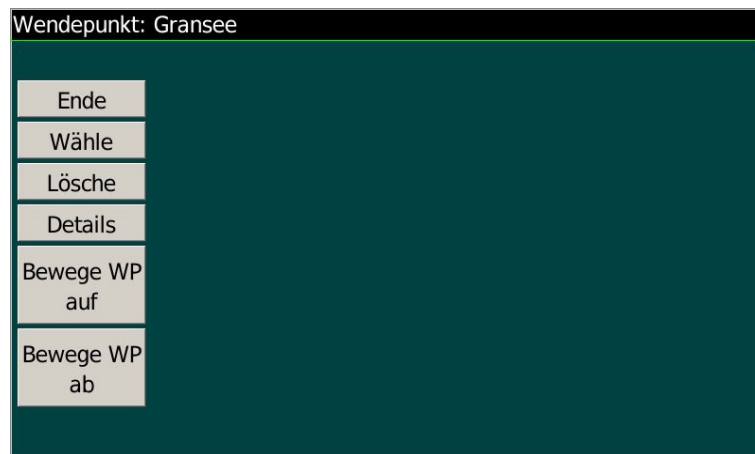 Wendepunkt: Gransee
Ende
Wähle
Lösche
Details
Bewege WP
auf
Bewege WP
ab